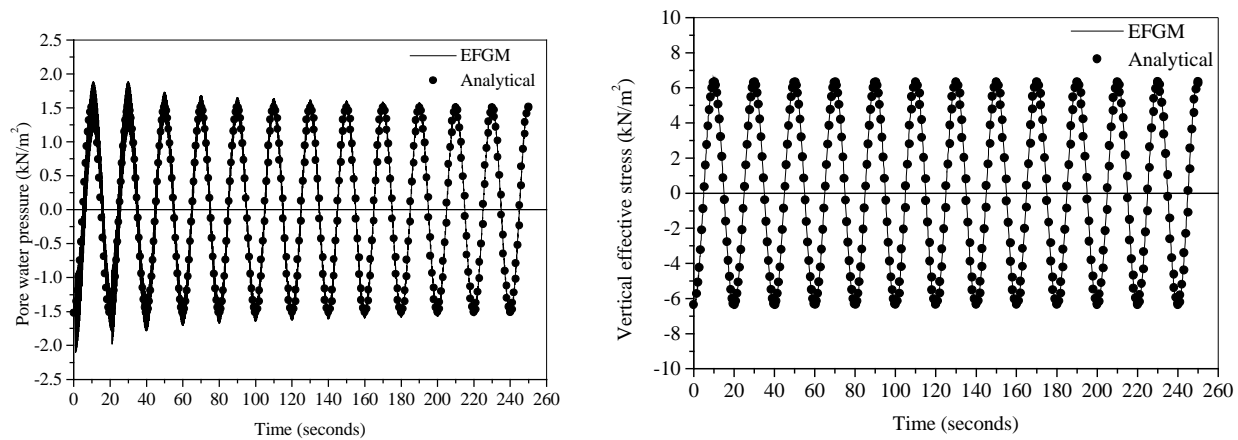 2.5
2.0
1.5
1.0
0.5
0.0
-0.5
-1.0
-1.5
-2.0
-2.5
Pore water pressure (kN/m²)
EFGM
Analytical
0 20 40 60 80 100 120 140 160 180 200 220 240 260
Time (seconds)
10
8
6
4
2
0
-2
-4
-6
-8
-10
Vertical effective stress (kN/m²)
EFGM
Analytical
0 20 40 60 80 100 120 140 160 180 200 220 240 260
Time (seconds)